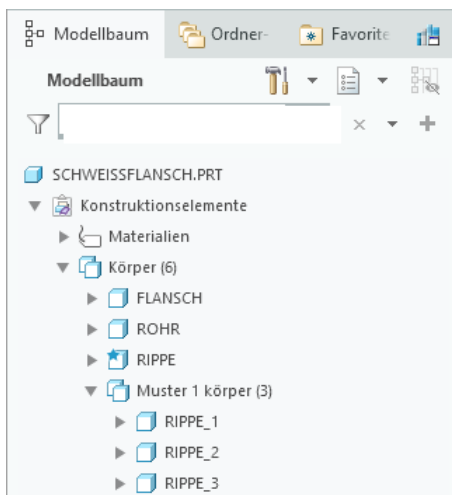 Modellbaum Ordner- Favorite
Modellbaum
SCHWEISSFLANSCH.PRT
Konstruktionselemente
Materialien
Körper (6)
FLANSCH
ROHR
RIPPE
Muster 1 körper (3)
RIPPE_1
RIPPE_2
RIPPE_3